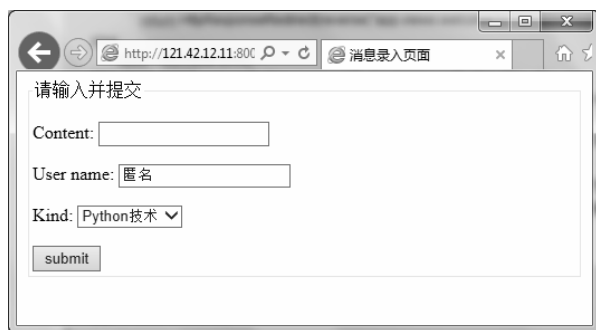 http://121.42.12.11:800
消息录入页面
请输入并提交
Content:
User name: 匿名
Kind: Python技术
submit